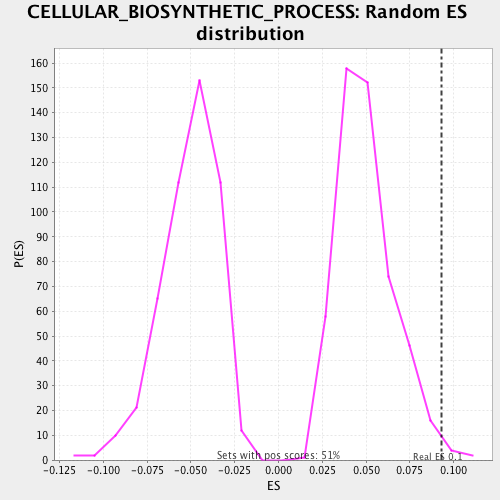 CELLULAR_BIOSYNTHETIC_PROCESS: Random ES
distribution
P(ES)
160
150
140
130
120
110
100
90
80
70
60
50
40
30
20
10
0
Sets with pos scores: 51%
Real ES 0.1
-0.125 -0.100 -0.075 -0.050 -0.025 0.000 0.025 0.050 0.075 0.100
ES